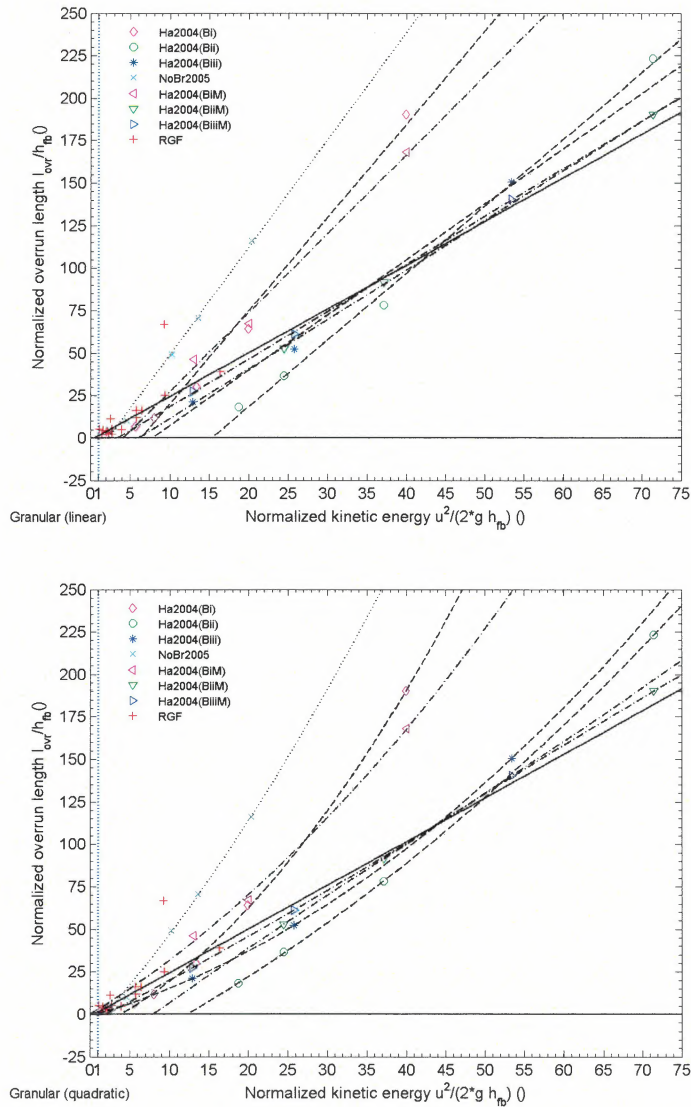 250
225
200
175
150
125
100
75
50
25
0
-25
Normalized overrun length l_ovr/h_fb()
Ha2004(Bi)
Ha2004(Bii)
Ha2004(Biii)
NoBr2005
Ha2004(BiM)
Ha2004(BiiM)
Ha2004(BiiiM)
RGF
01 5 10 15 20 25 30 35 40 45 50 55 60 65 70 75
Granular (linear)
Normalized kinetic energy u^2/(2*g h_fb) ()
250
225
200
175
150
125
100
75
50
25
0
-25
Normalized overrun length l_ovr/h_fb()
Ha2004(Bi)
Ha2004(Bii)
Ha2004(Biii)
NoBr2005
Ha2004(BiM)
Ha2004(BiiM)
Ha2004(BiiiM)
RGF
01 5 10 15 20 25 30 35 40 45 50 55 60 65 70 75
Granular (quadratic)
Normalized kinetic energy u^2/(2*g h_fb) ()